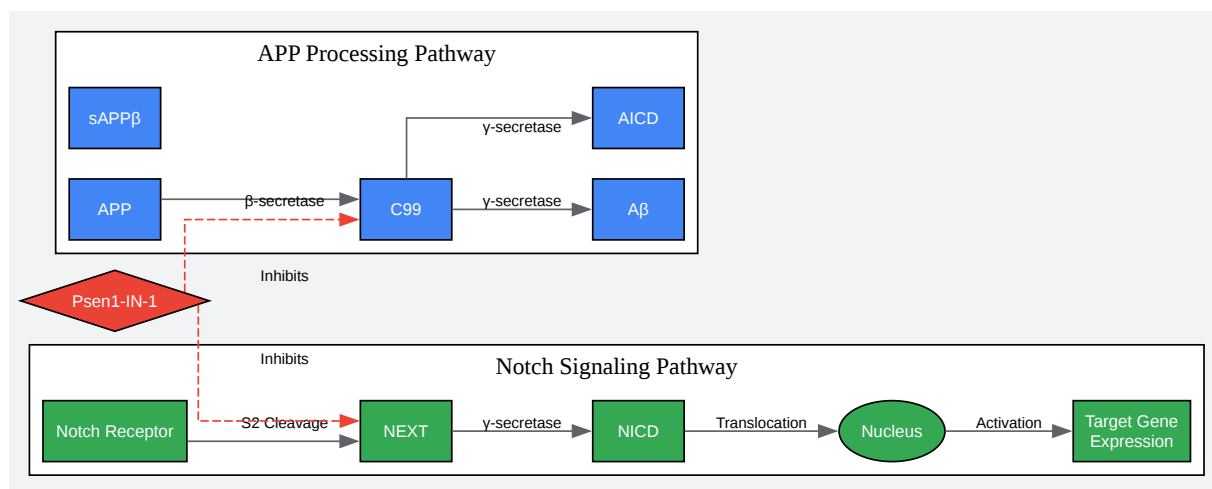 APP Processing Pathway
sAPPβ
AICD
γ-secretase
APP
β-secretase
C99
γ-secretase
Aβ
Inhibits
Psen1-IN-1
Inhibits
Notch Signaling Pathway
Notch Receptor
S2 Cleavage
NEXT
γ-secretase
NICD
Translocation
Nucleus
Activation
Target Gene
Expression